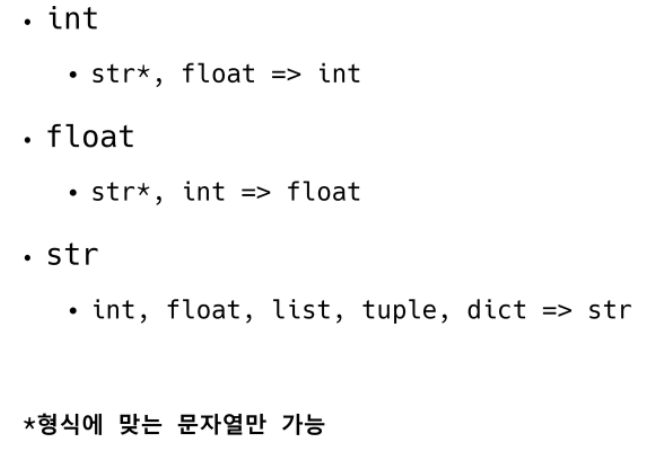 • int
• str*, float => int
• float
• str*, int => float
• str
• int, float, list, tuple, dict => str
*형식에 맞는 문자열만 가능